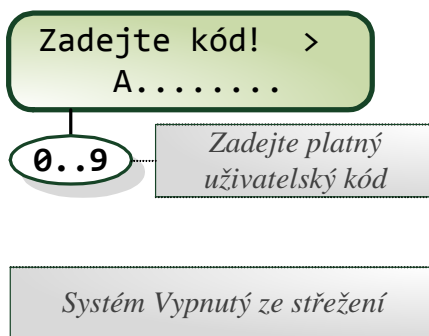 Zadejte kód! >
A........
0..9
Zadejte platný
uživatelský kód
Systém Vypnutý ze střežení